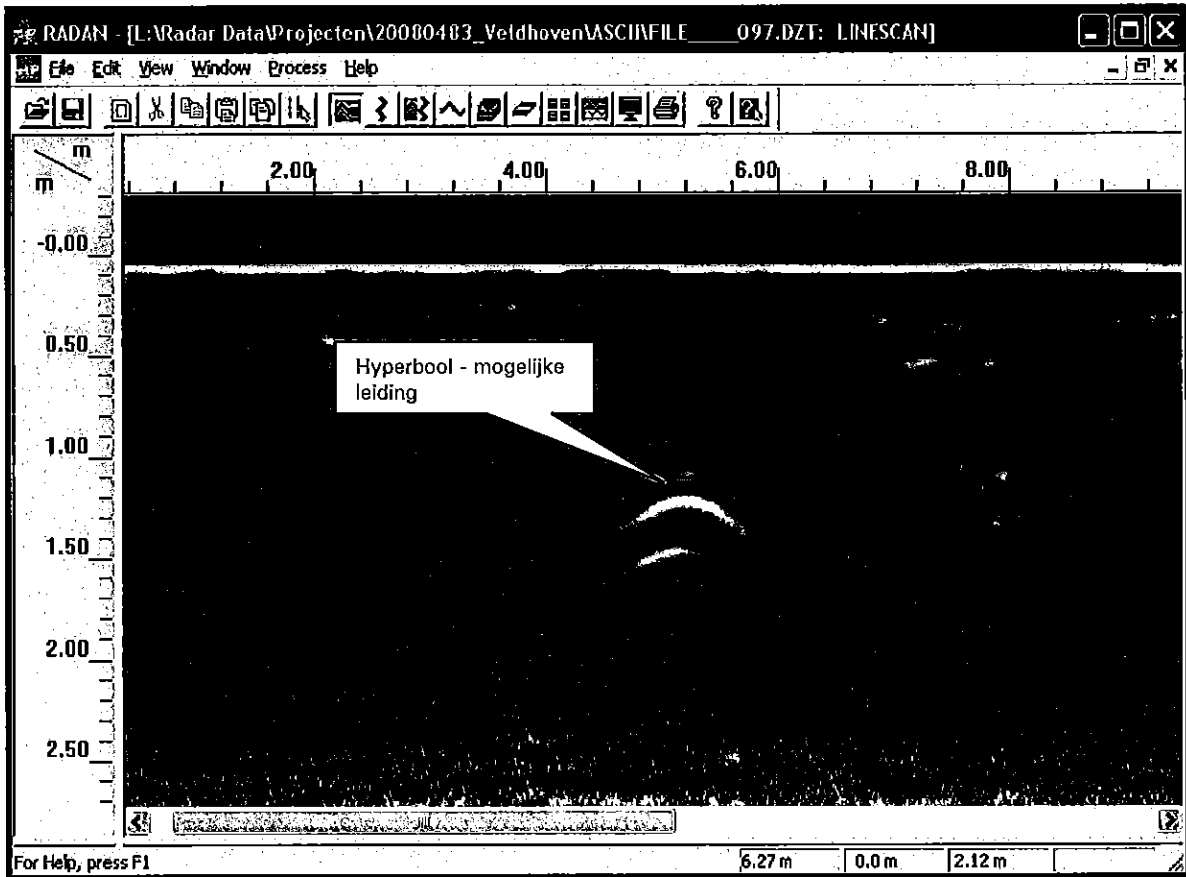 RADAN - [L:\Radar Data\Projecten\20080483_Veldhoven\ASCII\FILE____097.DZT: LINESCAN]
File Edit View Window Process Help
m
m
2.00 4.00 6.00 8.00
-0.00
0.50
Hyperbool - mogelijke
leiding
1.00
1.50
2.00
2.50
For Help, press F1 6.27 m 0.0 m 2.12 m